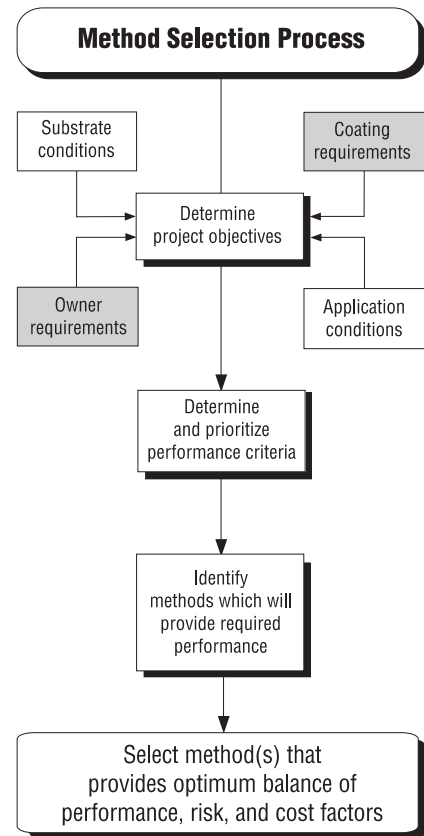 Method Selection Process
Substrate
conditions
Coating
requirements
Determine
project objectives
Owner
requirements
Application
conditions
Determine
and prioritize
performance criteria
Identify
methods which will
provide required
performance
Select method(s) that
provides optimum balance of
performance, risk, and cost factors